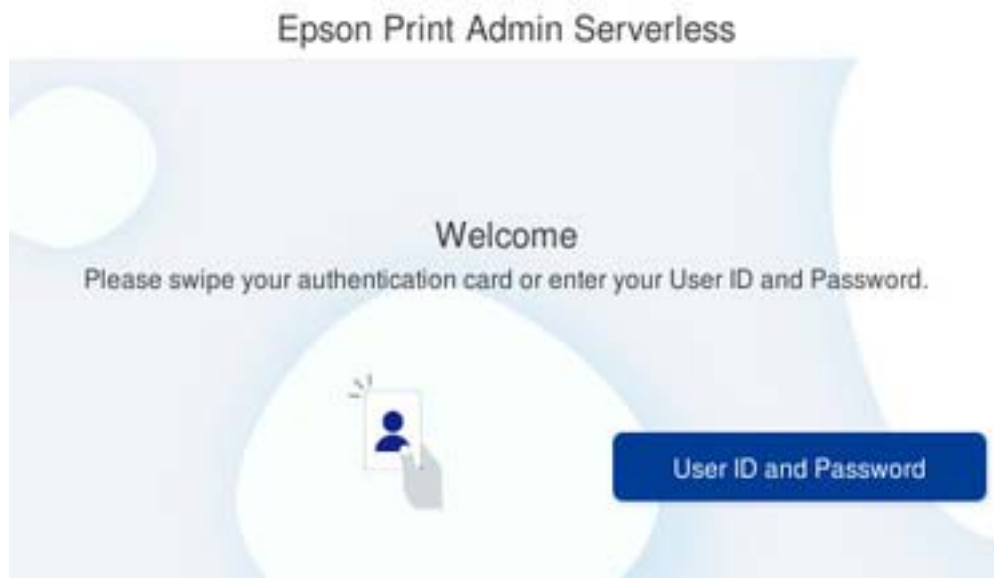 Epson Print Admin Serverless
Welcome
Please swipe your authentication card or enter your User ID and Password.
User ID and Password